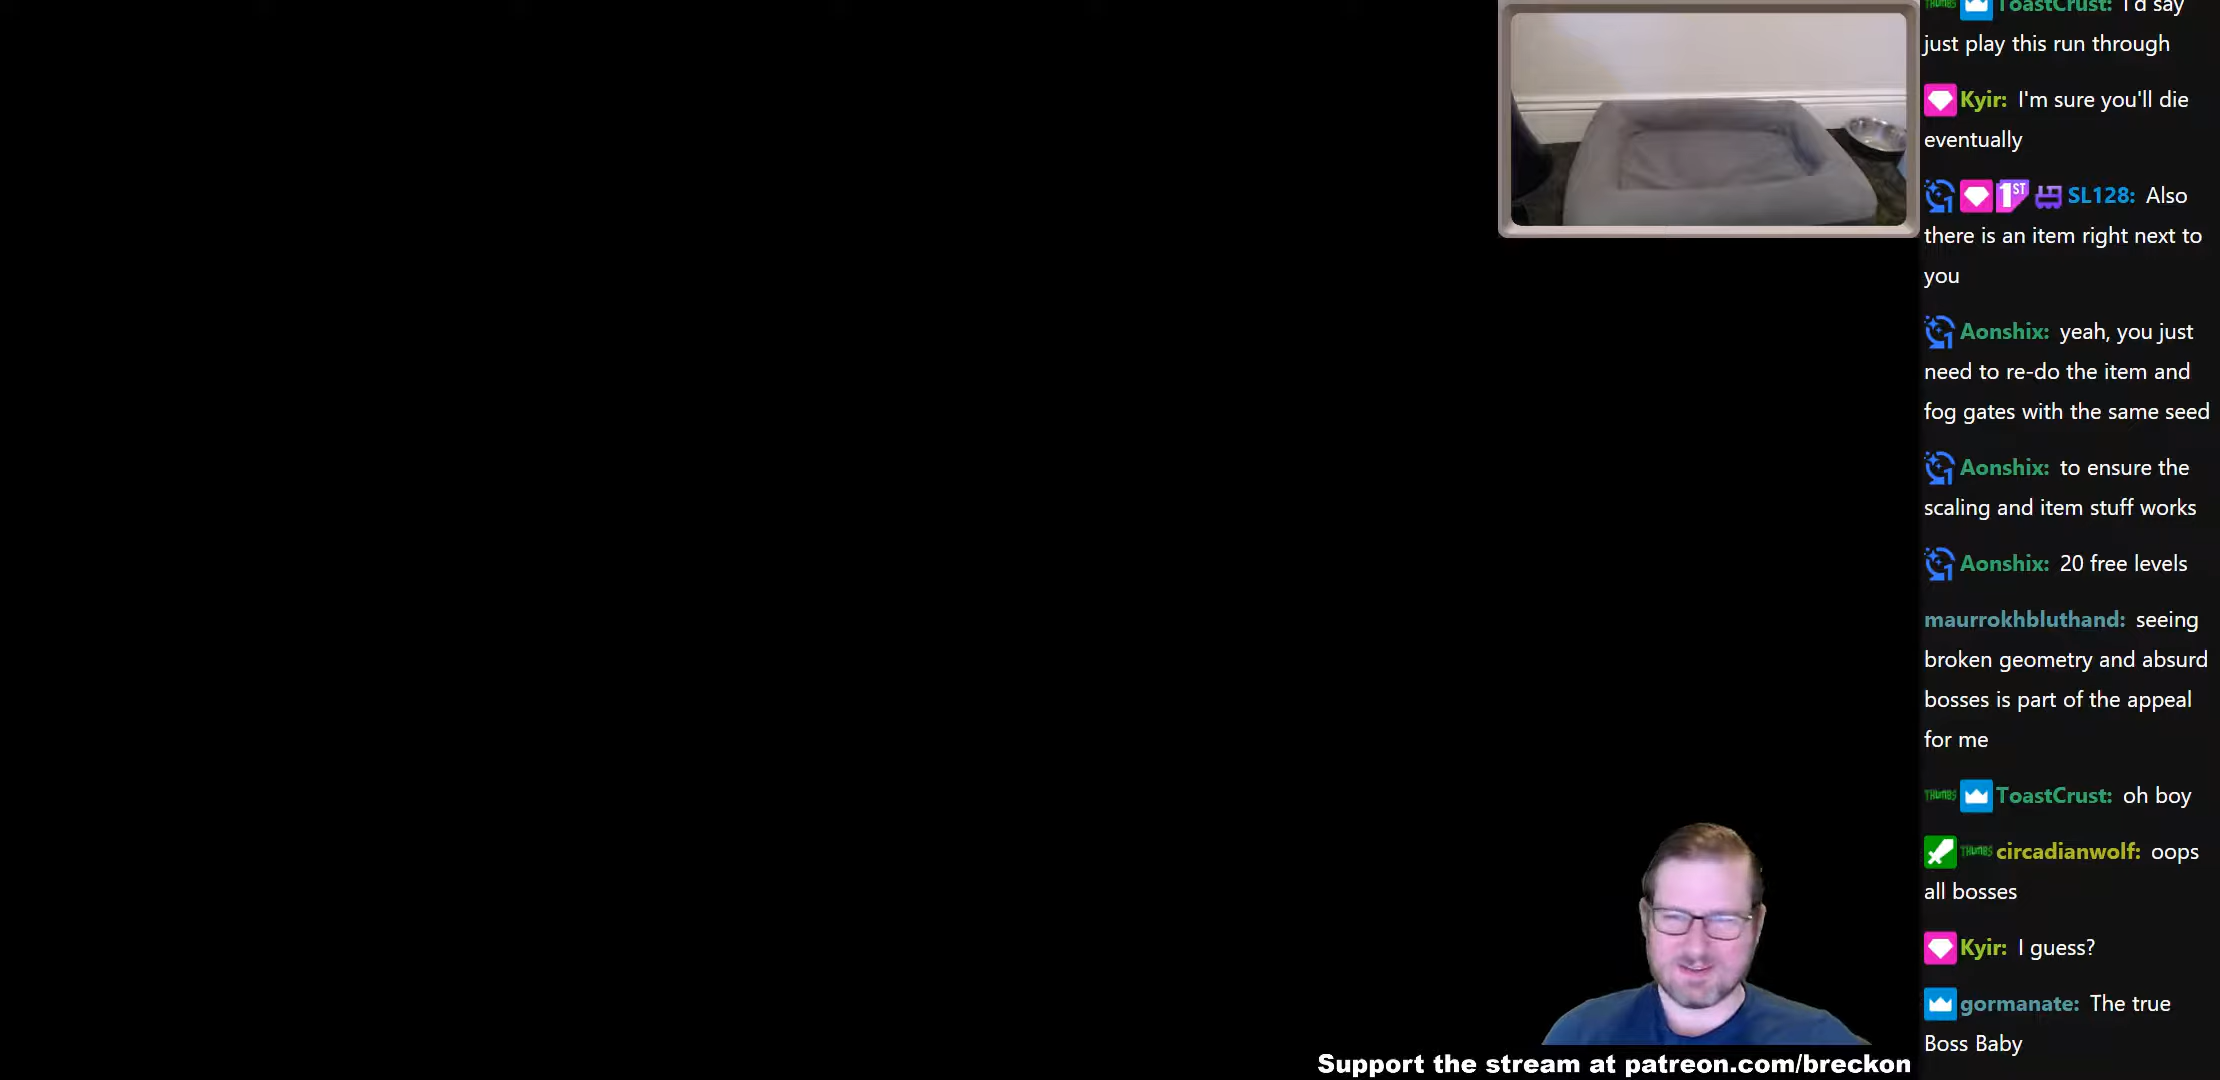 ToastCrust: I'd say
just play this run through
Kyir: I'm sure you'll die
eventually
1ST SL128: Also
there is an item right next to
you
Aonshix: yeah, you just
need to re-do the item and
fog gates with the same seed
Aonshix: to ensure the
scaling and item stuff works
Aonshix: 20 free levels
maurrokhbluthand: seeing
broken geometry and absurd
bosses is part of the appeal
for me
THUMBS ToastCrust: oh boy
THUMBS circadianwolf: oops
all bosses
Kyir: I guess?
gormanate: The true
Boss Baby
Support the stream at patreon.com/breckon